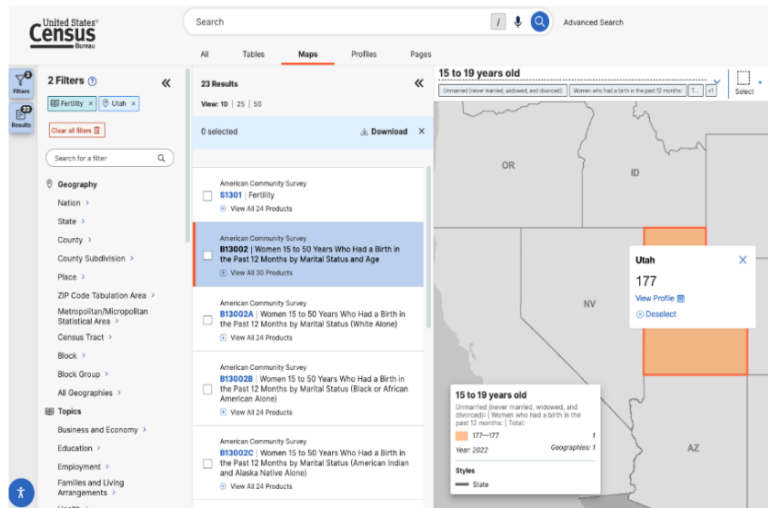 United States®
Census
Bureau
Search
/
Advanced Search
All
Tables
Maps
Profiles
Pages
2
Filters
23
Results
2 Filters
Fertility ×
Utah ×
Clear all filters
Search for a filter
Geography
Nation
State
County
County Subdivision
Place
ZIP Code Tabulation Area
Metropolitan/Micropolitan
Statistical Area
Census Tract
Block
Block Group
All Geographies
Topics
Business and Economy
Education
Employment
Families and Living
Arrangements
Health
23 Results
View: 10 | 25 | 50
0 selected
Download
American Community Survey
S1301 | Fertility
View All 24 Products
American Community Survey
B13002 | Women 15 to 50 Years Who Had a Birth in
the Past 12 Months by Marital Status and Age
View All 30 Products
American Community Survey
B13002A | Women 15 to 50 Years Who Had a Birth in
the Past 12 Months by Marital Status (White Alone)
View All 24 Products
American Community Survey
B13002B | Women 15 to 50 Years Who Had a Birth in
the Past 12 Months by Marital Status (Black or African
American Alone)
View All 24 Products
American Community Survey
B13002C | Women 15 to 50 Years Who Had a Birth in
the Past 12 Months by Marital Status (American Indian
and Alaska Native Alone)
View All 24 Products
15 to 19 years old
Unmarried (never married, widowed, and divorced):
Women who had a birth in the past 12 months:
T...
+1
Select
OR
ID
NV
AZ
Utah
177
View Profile
Deselect
15 to 19 years old
Unmarried (never married, widowed, and
divorced): | Women who had a birth in the
past 12 months: | Total:
177—177 1
Year: 2022 Geographies: 1
Styles
State